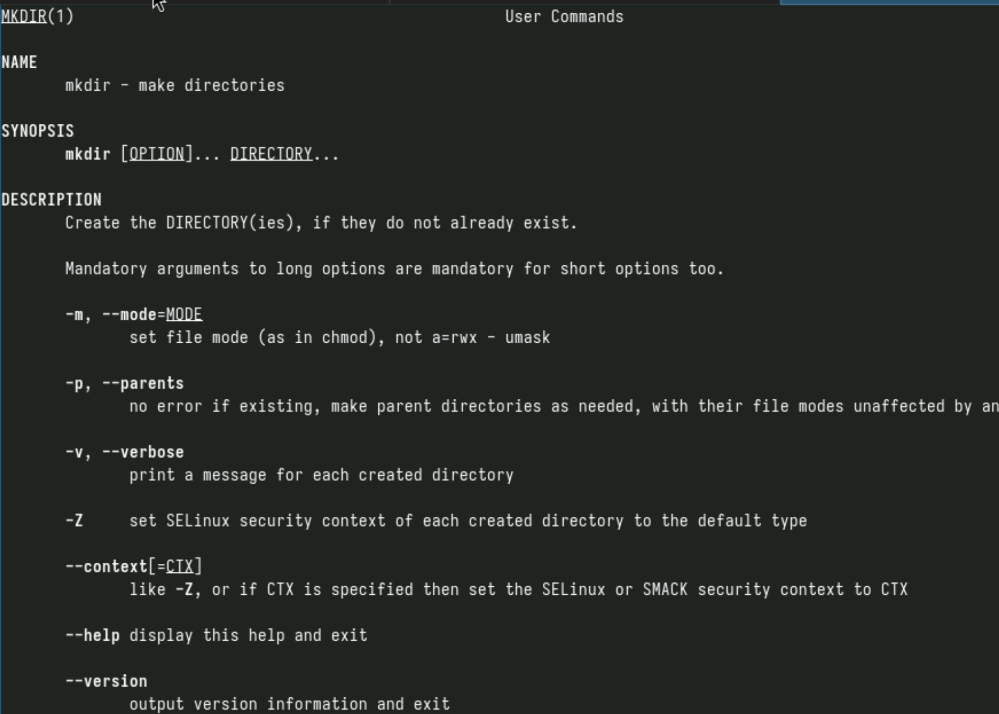 MKDIR(1) User Commands
NAME
mkdir - make directories
SYNOPSIS
mkdir [OPTION]... DIRECTORY...
DESCRIPTION
Create the DIRECTORY(ies), if they do not already exist.
Mandatory arguments to long options are mandatory for short options too.
-m, --mode=MODE
set file mode (as in chmod), not a=rwx - umask
-p, --parents
no error if existing, make parent directories as needed, with their file modes unaffected by an
-v, --verbose
print a message for each created directory
-Z set SELinux security context of each created directory to the default type
--context[=CTX]
like -Z, or if CTX is specified then set the SELinux or SMACK security context to CTX
--help display this help and exit
--version
output version information and exit